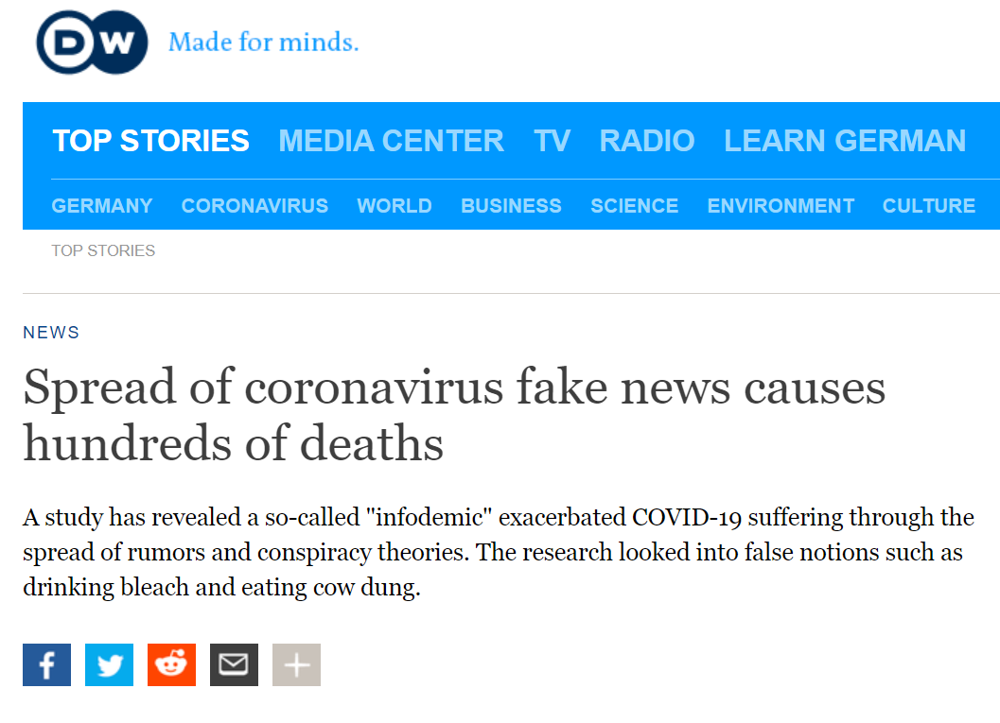 DW Made for minds.
TOP STORIES MEDIA CENTER TV RADIO LEARN GERMAN
GERMANY CORONAVIRUS WORLD BUSINESS SCIENCE ENVIRONMENT CULTURE
TOP STORIES
NEWS
Spread of coronavirus fake news causes
hundreds of deaths
A study has revealed a so-called "infodemic" exacerbated COVID-19 suffering through the
spread of rumors and conspiracy theories. The research looked into false notions such as
drinking bleach and eating cow dung.